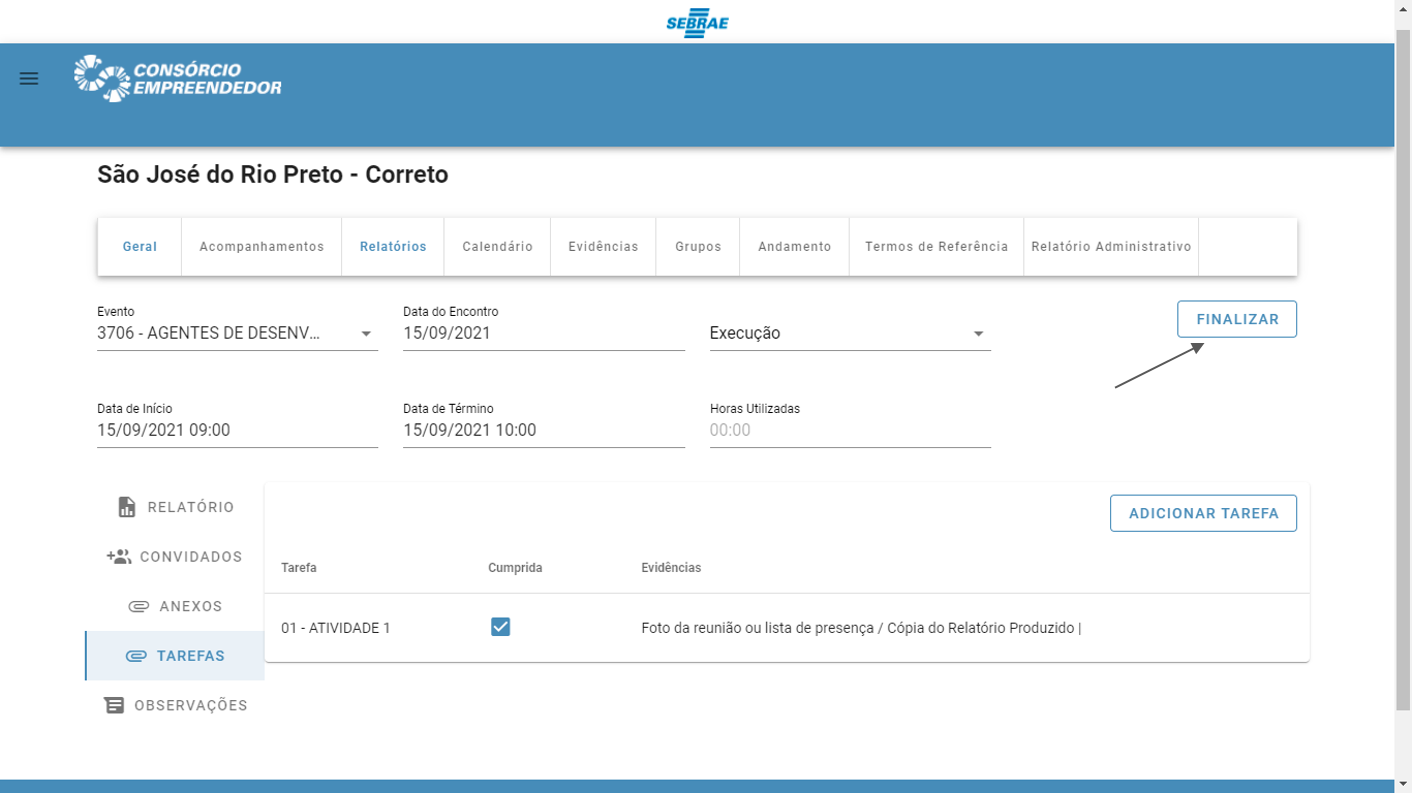 SEBRAE
CONSÓRCIO
EMPREENDEDOR
São José do Rio Preto - Correto
Geral
Acompanhamentos
Relatórios
Calendário
Evidências
Grupos
Andamento
Termos de Referência
Relatório Administrativo
Evento
3706 - AGENTES DE DESENV...
Data do Encontro
15/09/2021
Execução
FINALIZAR
Data de Início
15/09/2021 09:00
Data de Término
15/09/2021 10:00
Horas Utilizadas
00:00
RELATÓRIO
CONVIDADOS
ANEXOS
TAREFAS
OBSERVAÇÕES
ADICIONAR TAREFA
Tarefa Cumprida Evidências
01 - ATIVIDADE 1 Foto da reunião ou lista de presença / Cópia do Relatório Produzido |